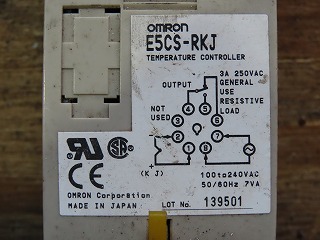 OMRON
E5CS-RKJ
TEMPERATURE CONTROLLER
OUTPUT
3A 250VAC
GENERAL
USE
RESISTIVE
LOAD
NOT
USED
4 5
3 6
2 7
1 8
+
-
(K J)
100to240VAC
50/60Hz 7VA
OMRON Corporation
MADE IN JAPAN
LOT No. 139501